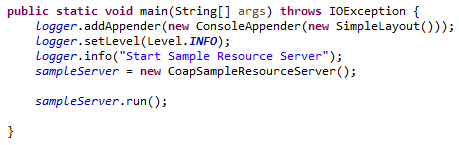 public static void main(String[] args) throws IOException {
logger.addAppender(new ConsoleAppender(new SimpleLayout()));
logger.setLevel(Level.INFO);
logger.info("Start Sample Resource Server");
sampleServer = new CoapSampleResourceServer();
sampleServer.run();
}